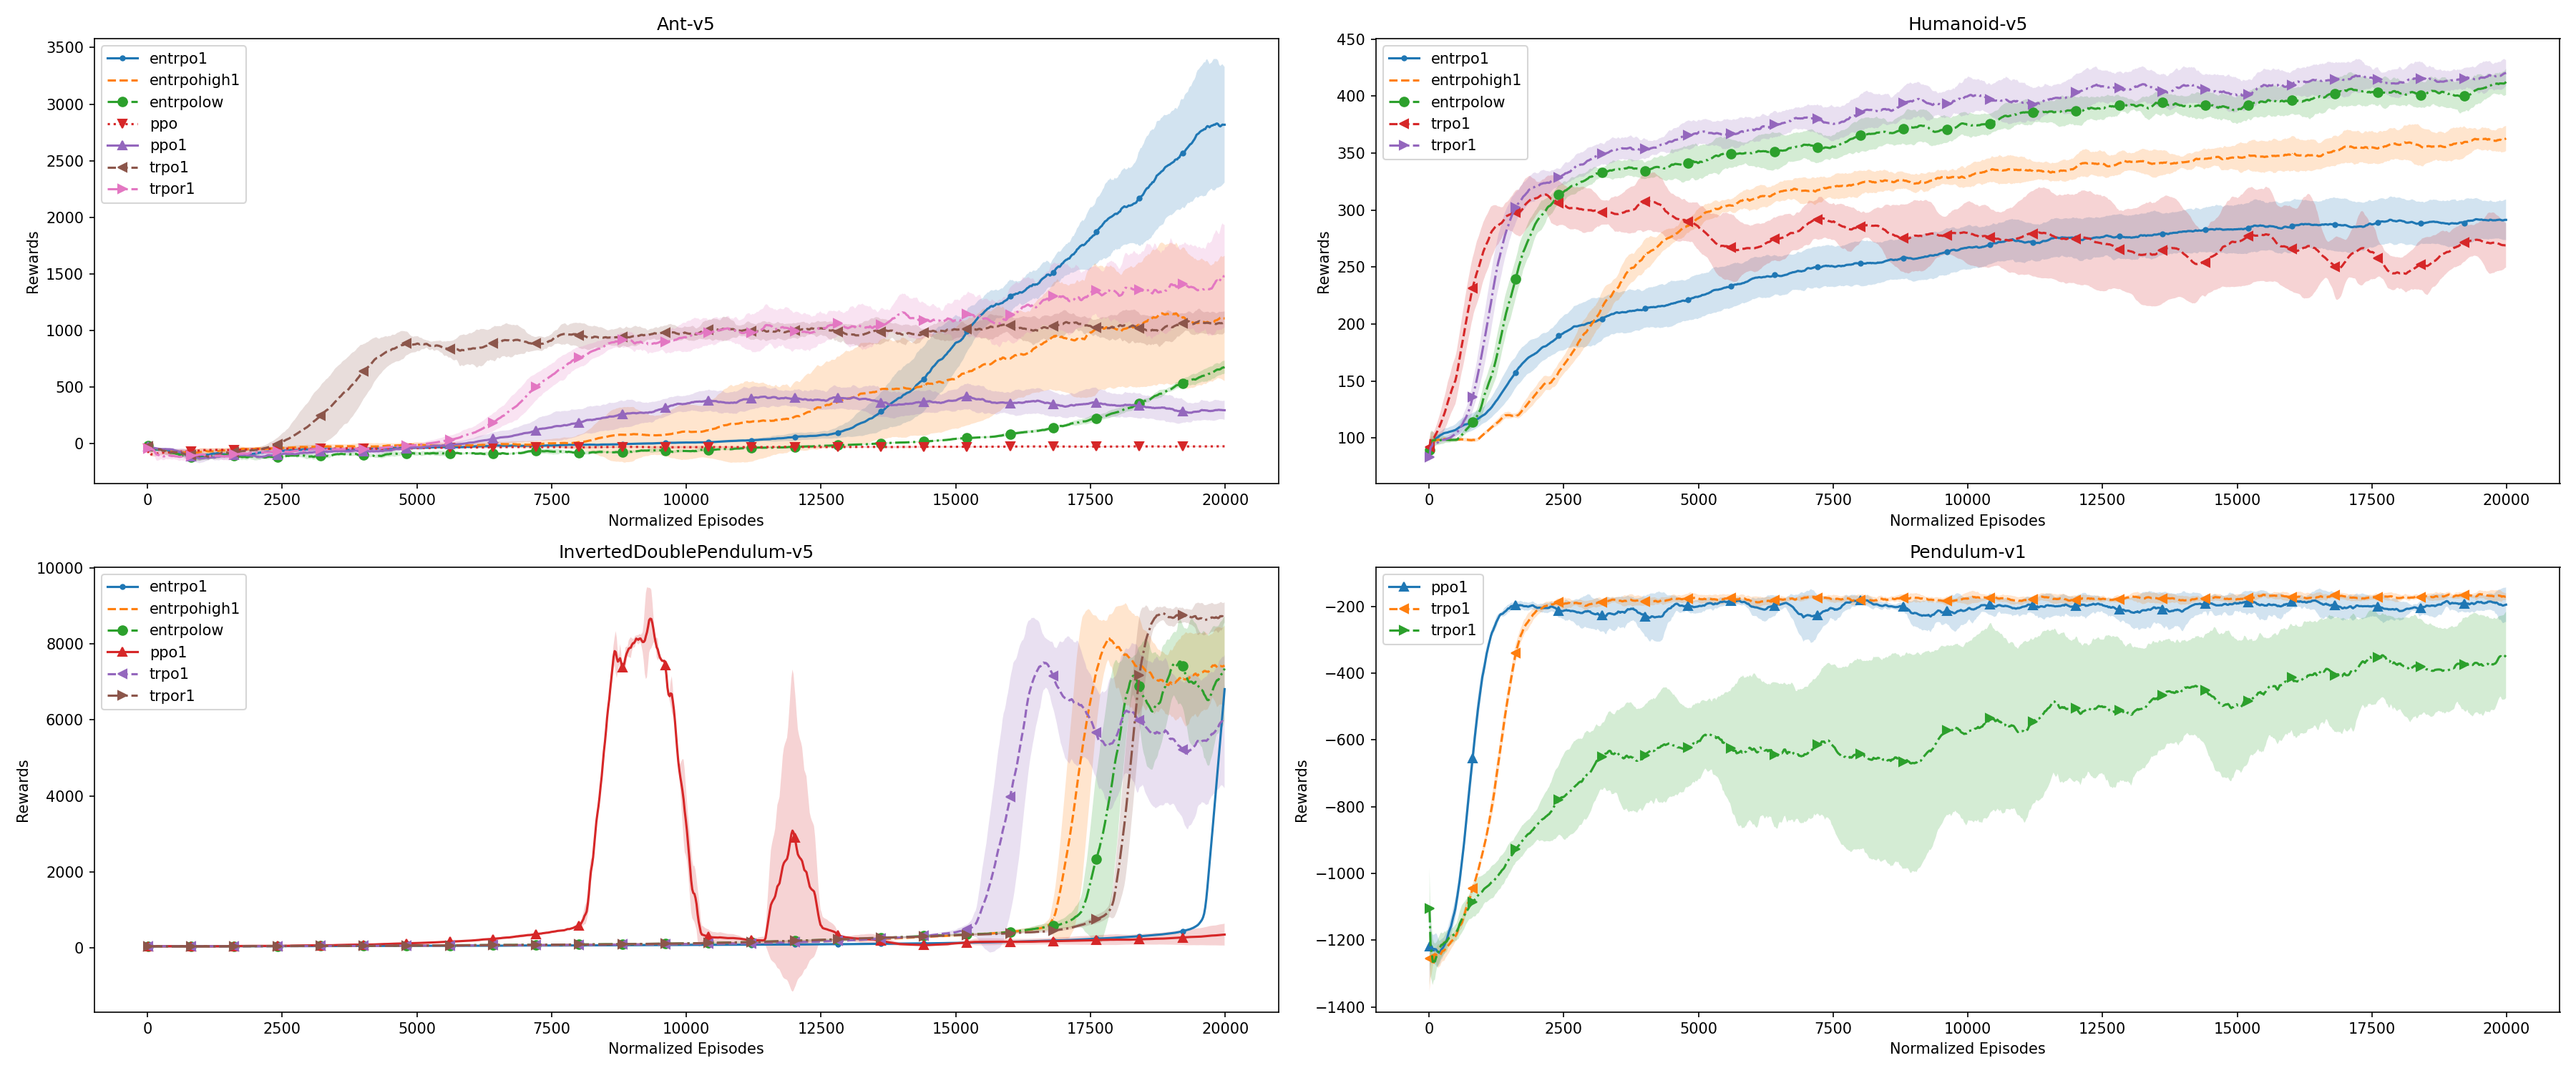 Ant-v5
3500
3000
2500
2000
1500
1000
500
0
Rewards
entrpo1
entrpohigh1
entrpolow
ppo
ppo1
trpo1
trpor1
0 2500 5000 7500 10000 12500 15000 17500 20000
Normalized Episodes
Humanoid-v5
450
400
350
300
250
200
150
100
Rewards
entrpo1
entrpohigh1
entrpolow
trpo1
trpor1
0 2500 5000 7500 10000 12500 15000 17500 20000
Normalized Episodes
InvertedDoublePendulum-v5
10000
8000
6000
4000
2000
0
Rewards
entrpo1
entrpohigh1
entrpolow
ppo1
trpo1
trpor1
0 2500 5000 7500 10000 12500 15000 17500 20000
Normalized Episodes
Pendulum-v1
−200
−400
−600
−800
−1000
−1200
−1400
Rewards
ppo1
trpo1
trpor1
0 2500 5000 7500 10000 12500 15000 17500 20000
Normalized Episodes